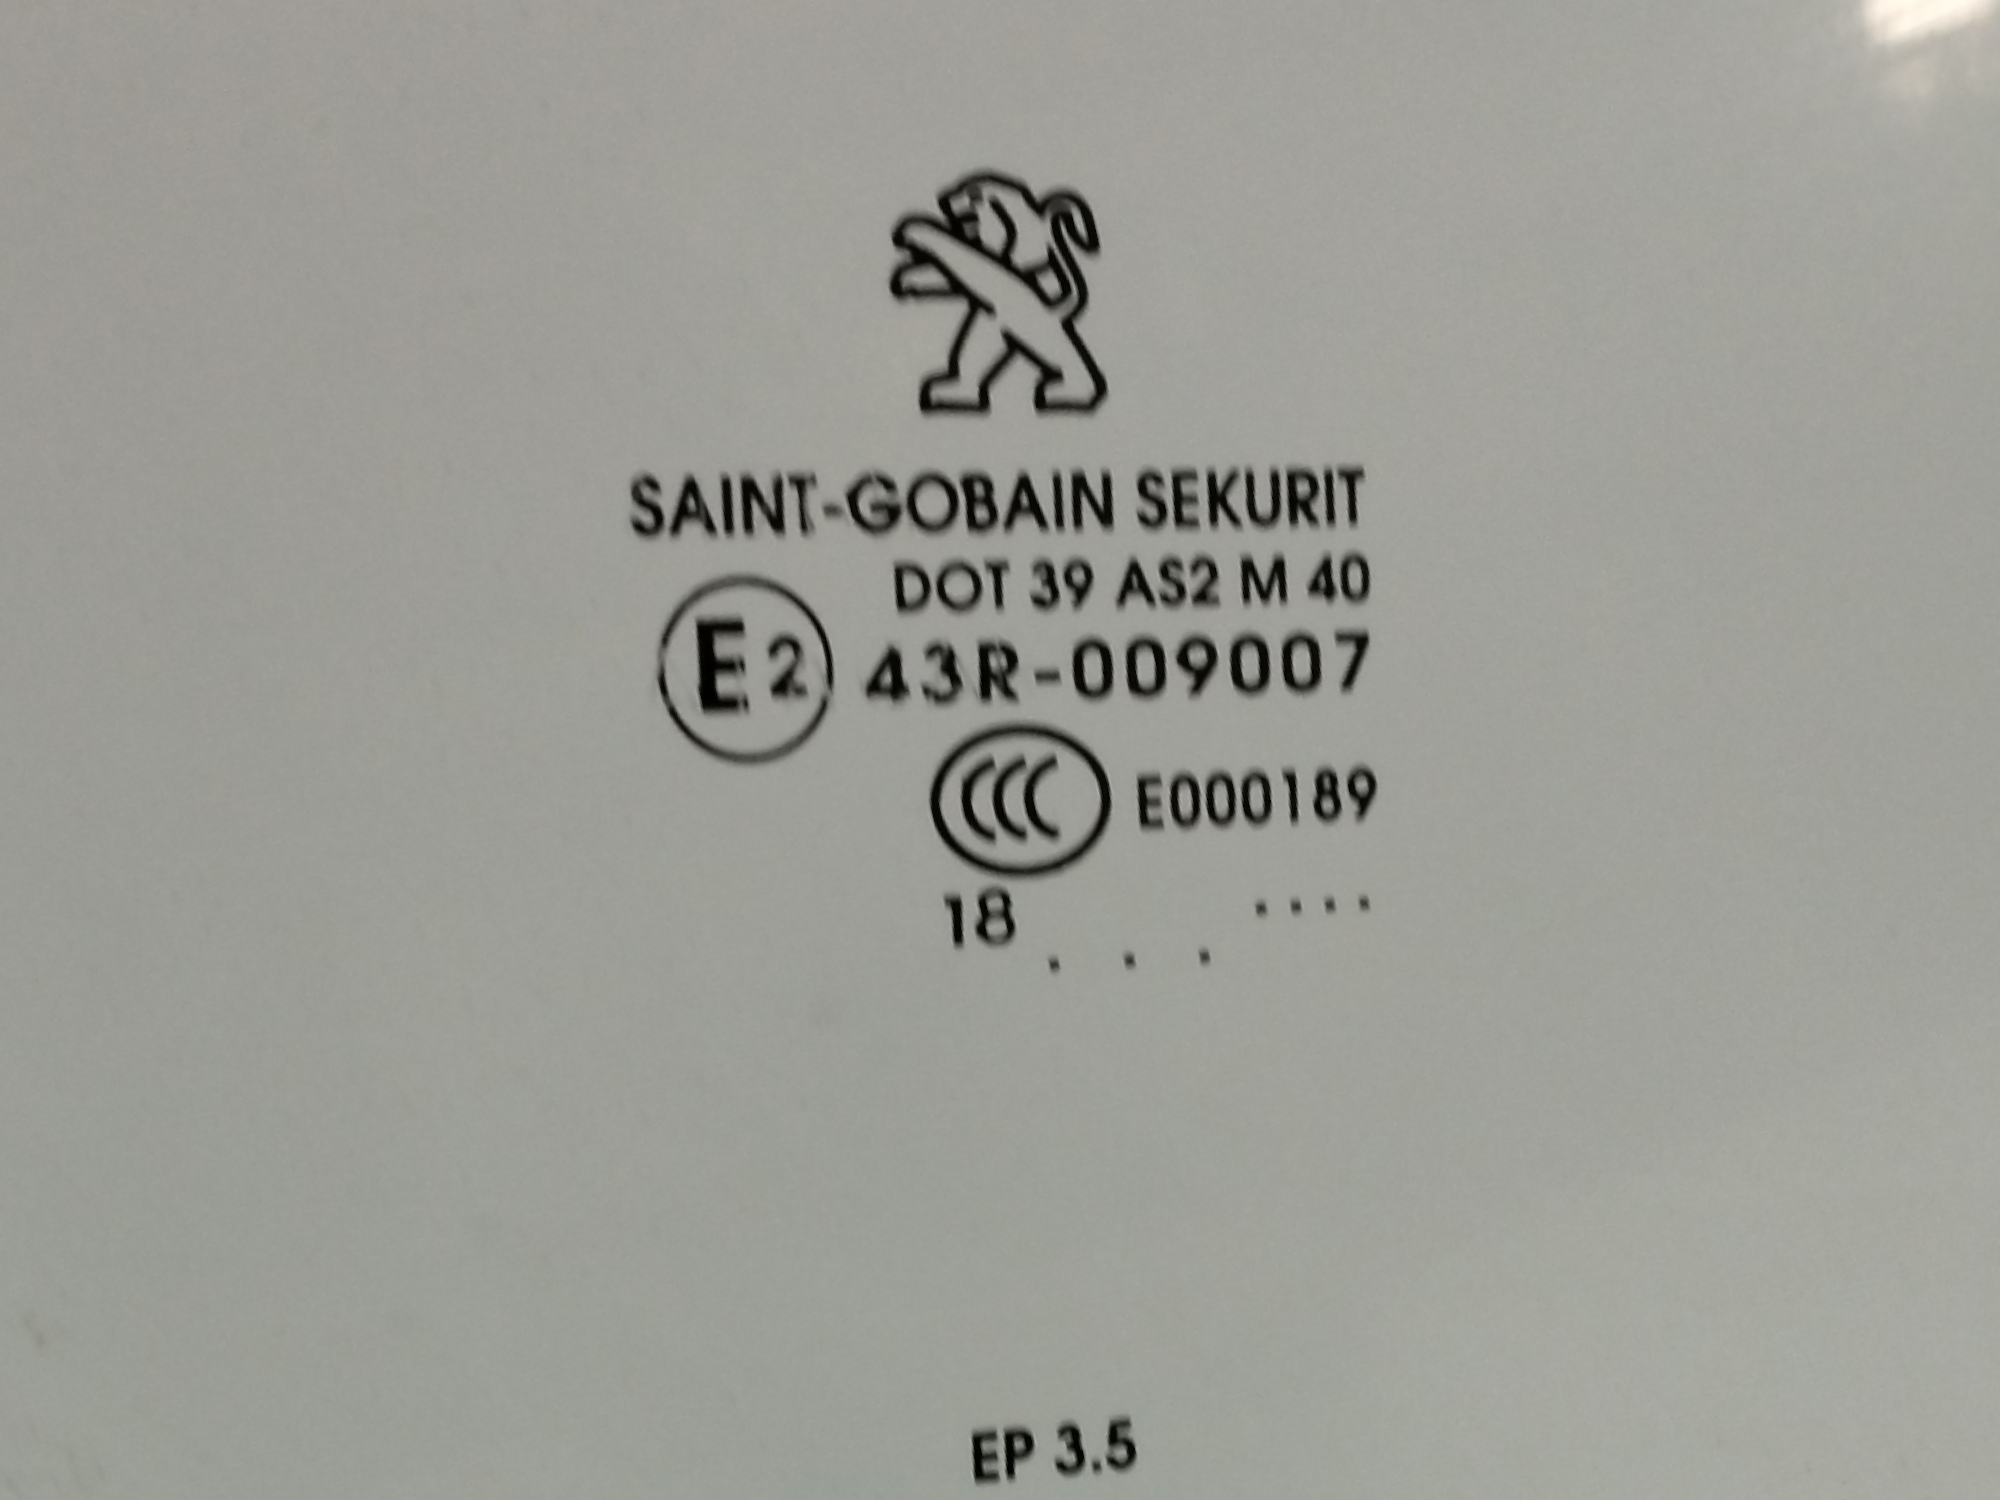 SAINT-GOBAIN SEKURIT
DOT 39 AS2 M 40
E2 43R-009007
CCC E000189
18 . . . ....
EP 3.5